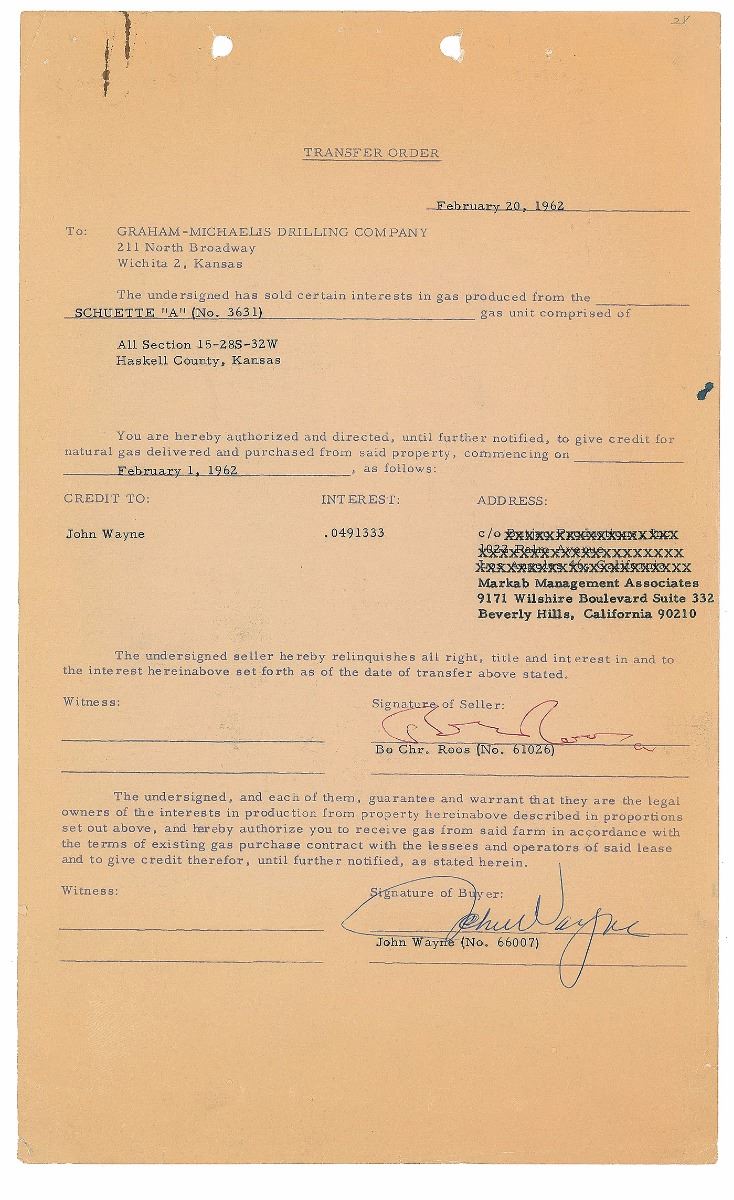 28
TRANSFER ORDER
February 20, 1962
To: GRAHAM-MICHAELIS DRILLING COMPANY
211 North Broadway
Wichita 2, Kansas
The undersigned has sold certain interests in gas produced from the
SCHUETTE "A" (No. 3631) gas unit comprised of
All Section 15-28S-32W
Haskell County, Kansas
You are hereby authorized and directed, until further notified, to give credit for
natural gas delivered and purchased from said property, commencing on
February 1, 1962, as follows:
CREDIT TO: INTEREST: ADDRESS:
John Wayne .0491333 c/o
Markab Management Associates
9171 Wilshire Boulevard Suite 332
Beverly Hills, California 90210
The undersigned seller hereby relinquishes all right, title and interest in and to
the interest hereinabove set forth as of the date of transfer above stated.
Witness: Signature of Seller:
Bo Chr. Roos (No. 61026)
The undersigned, and each of them, guarantee and warrant that they are the legal
owners of the interests in production from property hereinabove described in proportions
set out above, and hereby authorize you to receive gas from said farm in accordance with
the terms of existing gas purchase contract with the lessees and operators of said lease
and to give credit therefor, until further notified, as stated herein.
Witness: Signature of Buyer:
John Wayne
John Wayne (No. 66007)